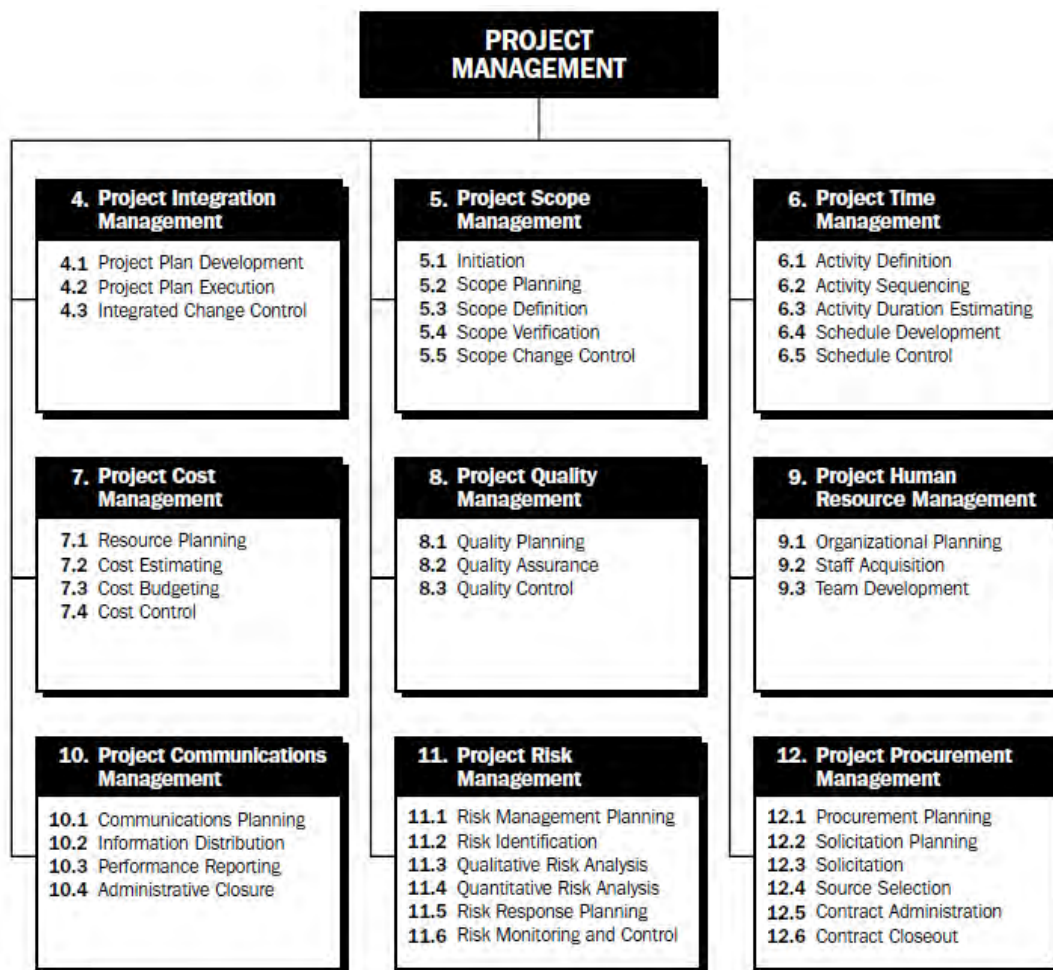 PROJECT
MANAGEMENT
4. Project Integration
Management
4.1 Project Plan Development
4.2 Project Plan Execution
4.3 Integrated Change Control
5. Project Scope
Management
5.1 Initiation
5.2 Scope Planning
5.3 Scope Definition
5.4 Scope Verification
5.5 Scope Change Control
6. Project Time
Management
6.1 Activity Definition
6.2 Activity Sequencing
6.3 Activity Duration Estimating
6.4 Schedule Development
6.5 Schedule Control
7. Project Cost
Management
7.1 Resource Planning
7.2 Cost Estimating
7.3 Cost Budgeting
7.4 Cost Control
8. Project Quality
Management
8.1 Quality Planning
8.2 Quality Assurance
8.3 Quality Control
9. Project Human
Resource Management
9.1 Organizational Planning
9.2 Staff Acquisition
9.3 Team Development
10. Project Communications
Management
10.1 Communications Planning
10.2 Information Distribution
10.3 Performance Reporting
10.4 Administrative Closure
11. Project Risk
Management
11.1 Risk Management Planning
11.2 Risk Identification
11.3 Qualitative Risk Analysis
11.4 Quantitative Risk Analysis
11.5 Risk Response Planning
11.6 Risk Monitoring and Control
12. Project Procurement
Management
12.1 Procurement Planning
12.2 Solicitation Planning
12.3 Solicitation
12.4 Source Selection
12.5 Contract Administration
12.6 Contract Closeout